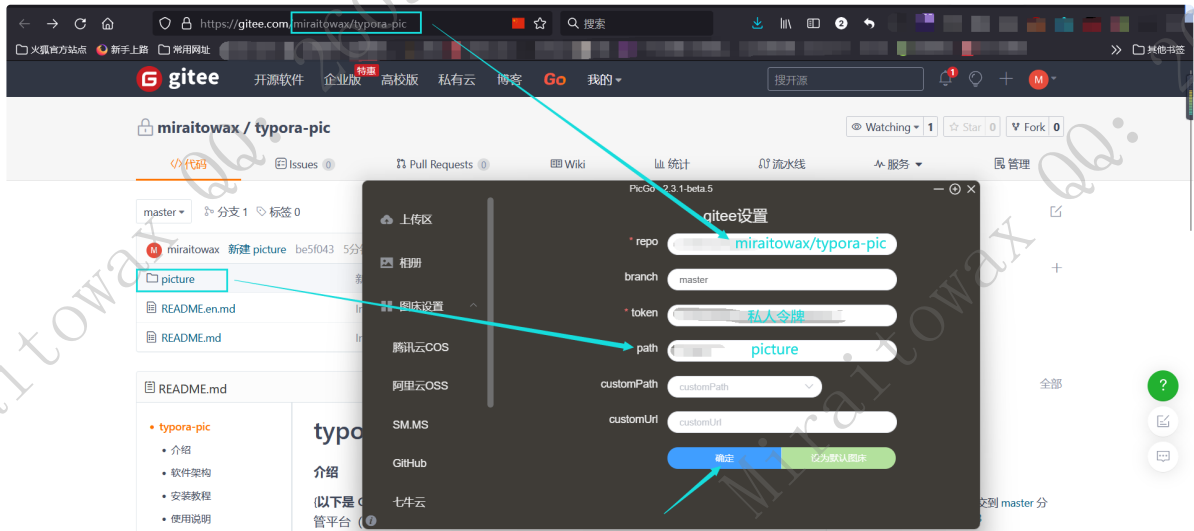 https://gitee.com/miraitowax/typora-pic
搜索
2
火狐官方站点 新手上路 常用网址
其他书签
gitee 开源软件 企业版 特惠 高校版 私有云 博客 Go 我的
搜开源
1
M
miraitowax / typora-pic
Watching 1 Star 0 Fork 0
代码 Issues 0 Pull Requests 0 Wiki 统计 流水线 服务 管理
PicGo - 2.3.1-beta.5
master 分支 1 标签 0
M miraitowax 新建 picture be5f043
picture
README.en.md
README.md
README.md
typora-pic
介绍
软件架构
安装教程
使用说明
介绍
上传区
相册
图床设置
腾讯云COS
阿里云OSS
SM.MS
GitHub
七牛云
gitee设置
* repo miraitowax/typora-pic
branch master
* token 私人令牌
path picture
customPath customPath
customUrl customUrl
确定 设为默认图床
全部
?
master 分